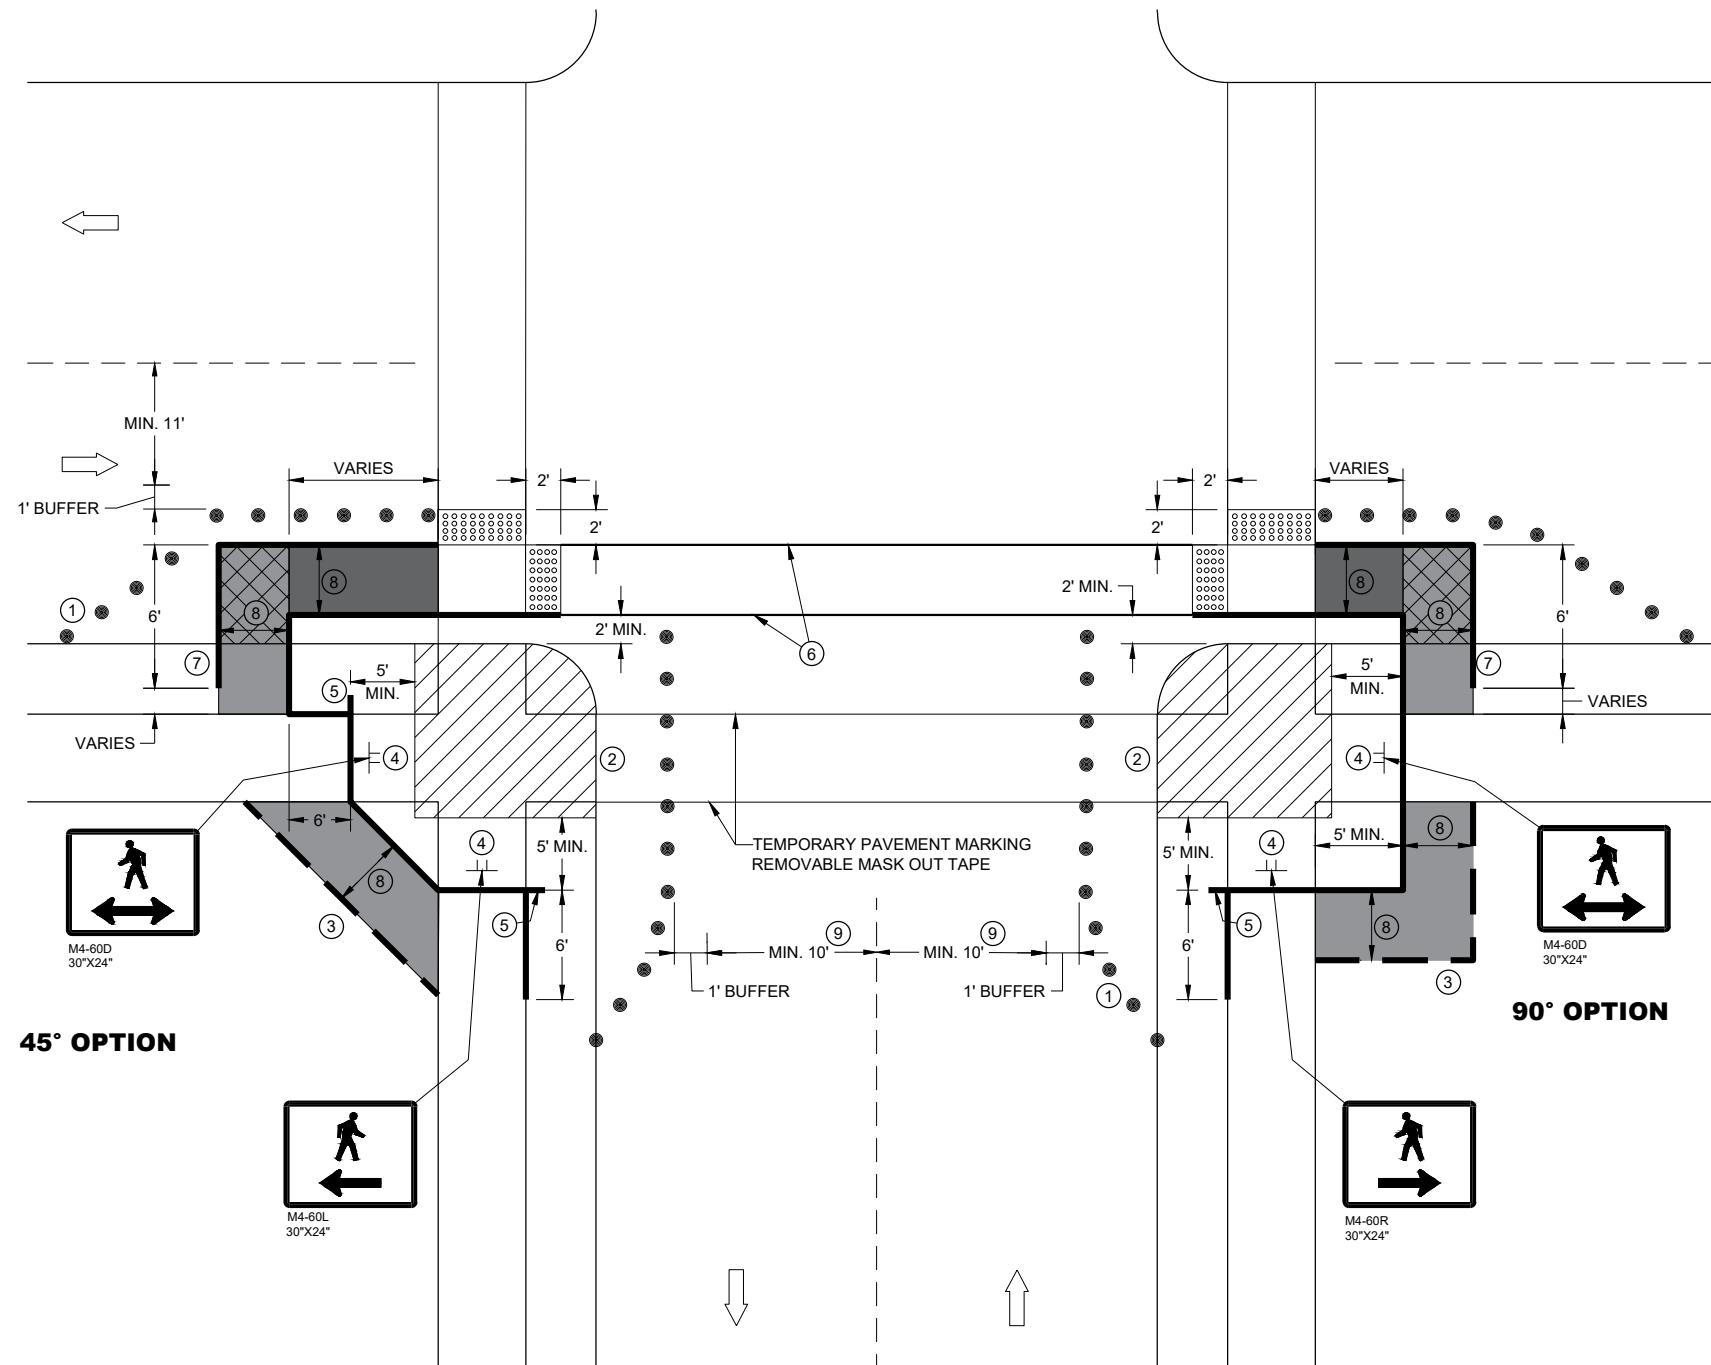 MIN. 11'
VARIES
2'
2'
VARIES
2'
2'
1' BUFFER
8
8
2' MIN.
1
6'
8
8
6'
2' MIN.
6
7
5'
MIN.
5
5'
MIN.
7
VARIES
VARIES
4
2
2
4
6'
TEMPORARY PAVEMENT MARKING
REMOVABLE MASK OUT TAPE
4
5' MIN.
5' MIN.
4
5' MIN.
8
8
3
5
6'
MIN. 10'
9
MIN. 10'
9
6'
5
8
M4-60D
30"X24"
M4-60D
30"X24"
1' BUFFER
1' BUFFER
1
3
45° OPTION
90° OPTION
M4-60L
30"X24"
M4-60R
30"X24"